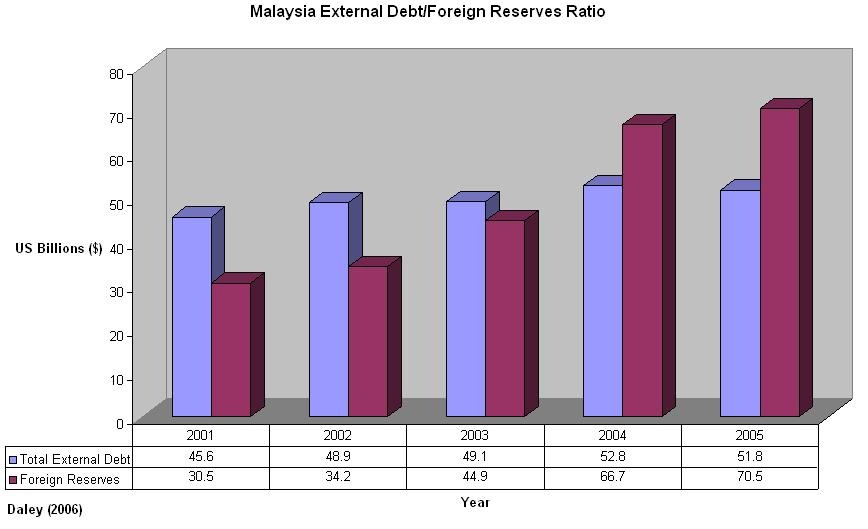 Malaysia External Debt/Foreign Reserves Ratio
80
70
60
50
US Billions ($)
40
30
20
10
0
2001 2002 2003 2004 2005
Total External Debt 45.6 48.9 49.1 52.8 51.8
Foreign Reserves 30.5 34.2 44.9 66.7 70.5
Year
Daley (2006)